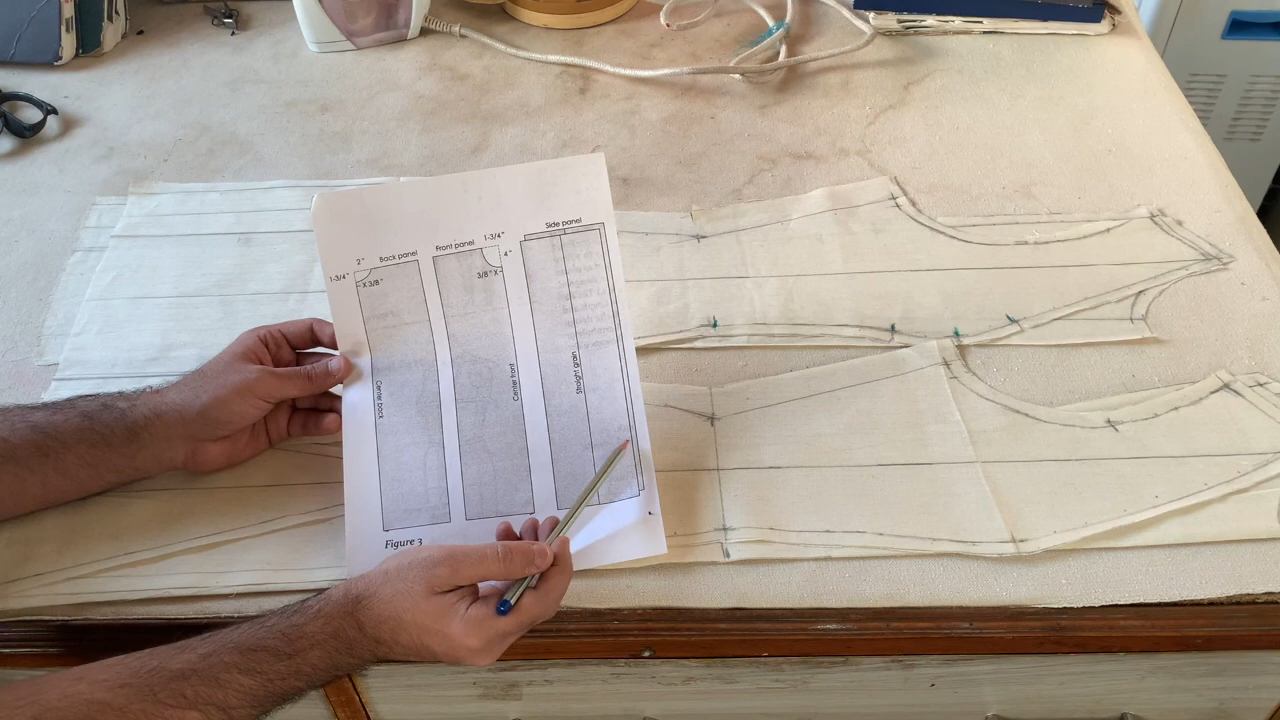 Side panel
1-3/4"
Front panel
2"
Back panel
4"
1-3/4"
X 3/8"
3/8" X
Straight grain
Center front
Center back
Figure 3